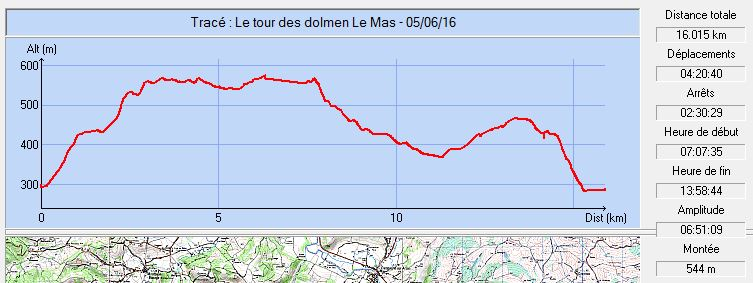 Tracé : Le tour des dolmen Le Mas - 05/06/16
Alt (m)
600
500
400
300
0
5
10
Dist (km)
Distance totale
16.015 km
Déplacements
04:20:40
Arrêts
02:30:29
Heure de début
07:07:35
Heure de fin
13:58:44
Amplitude
06:51:09
Montée
544 m